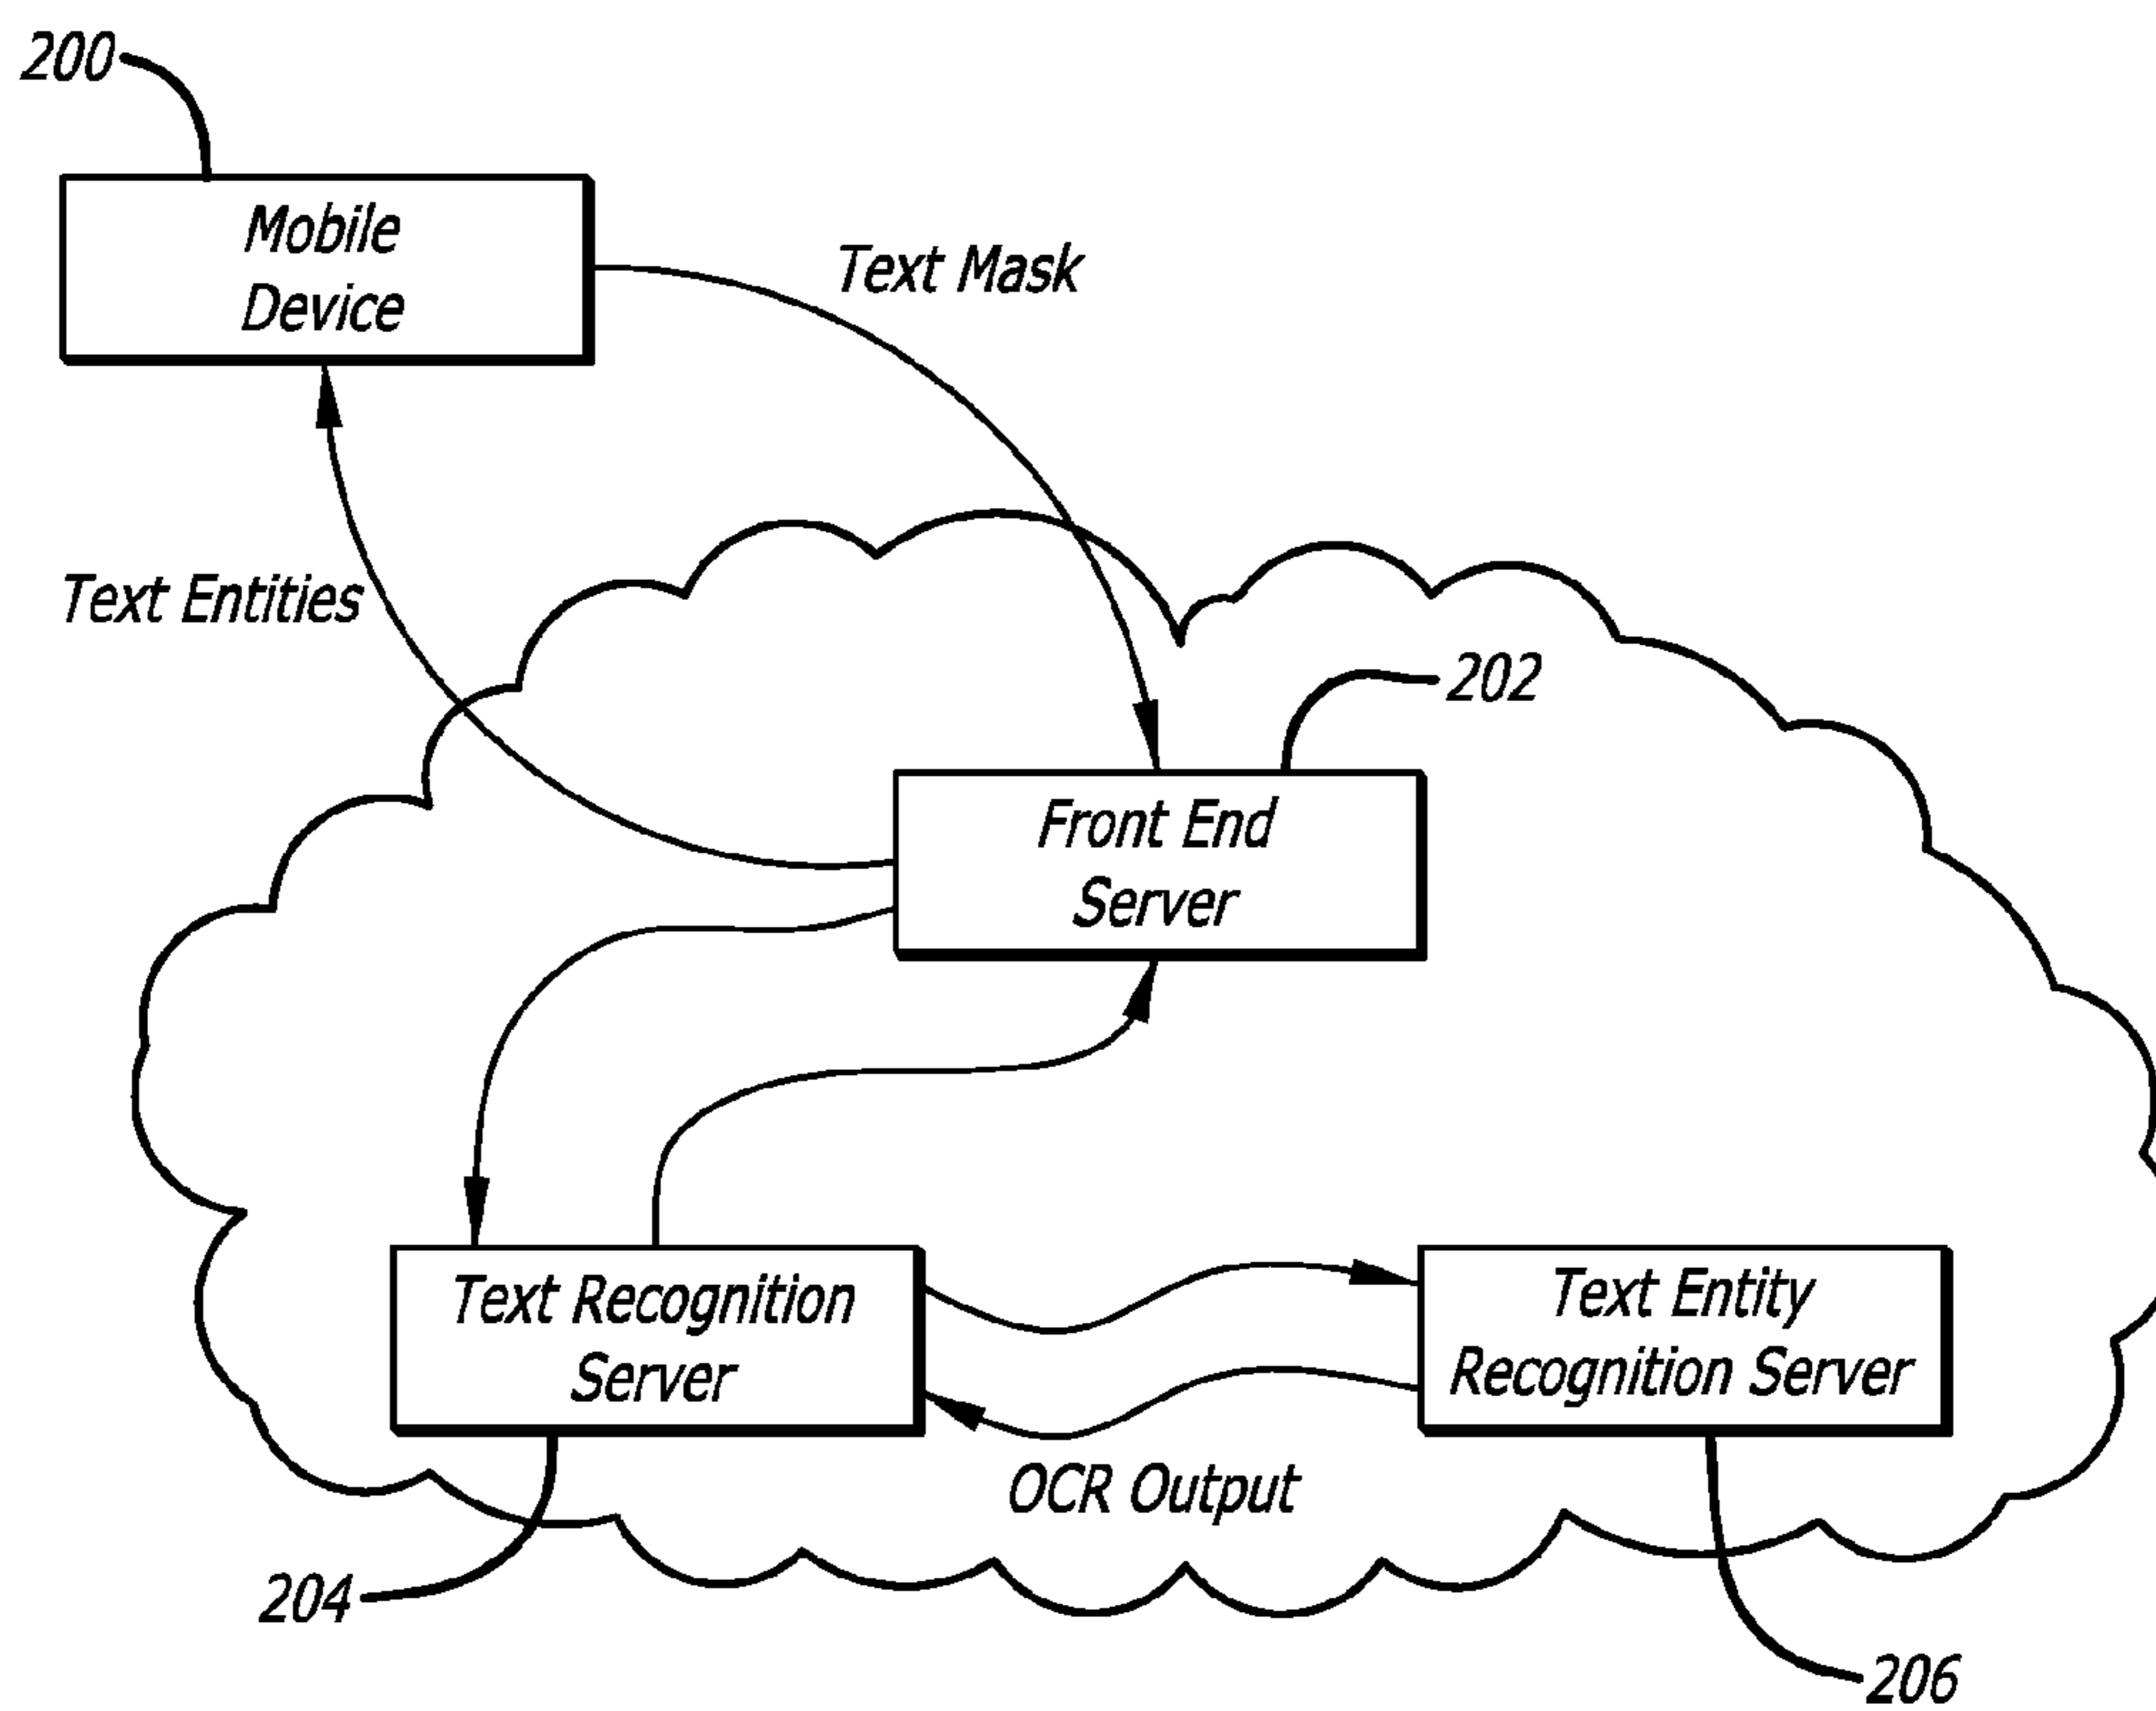 200
Mobile
Device
Text Mask
Text Entities
202
Front End
Server
Text Recognition
Server
Text Entity
Recognition Server
OCR Output
204
206